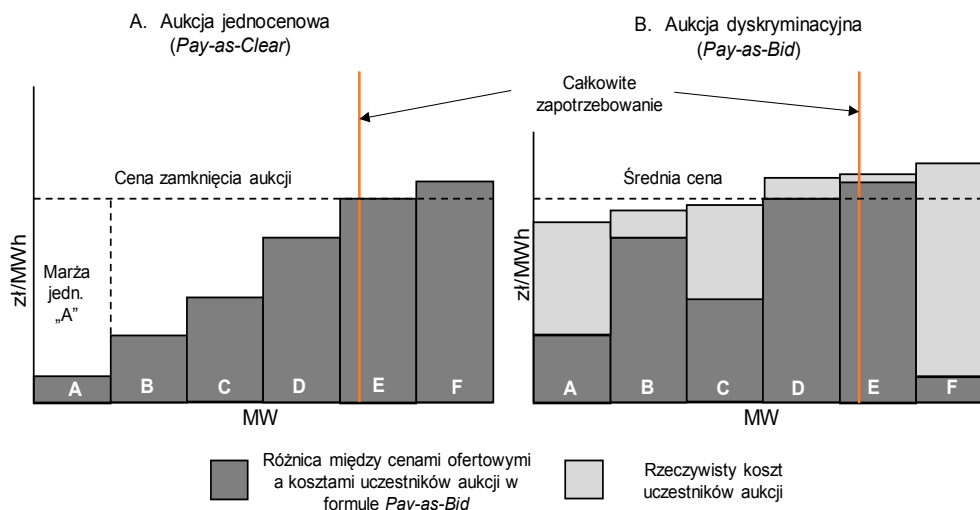 A. Aukcja jednocenowa
(Pay-as-Clear)
B. Aukcja dyskryminacyjna
(Pay-as-Bid)
Całkowite
zapotrzebowanie
Cena zamknięcia aukcji
Średnia cena
zł/MWh
Marża
jedn.
„A”
A
B
C
D
E
F
MW
zł/MWh
A
B
C
D
E
F
MW
Różnica między cenami ofertowymi
a kosztami uczestników aukcji w
formule Pay-as-Bid
Rzeczywisty koszt
uczestników aukcji